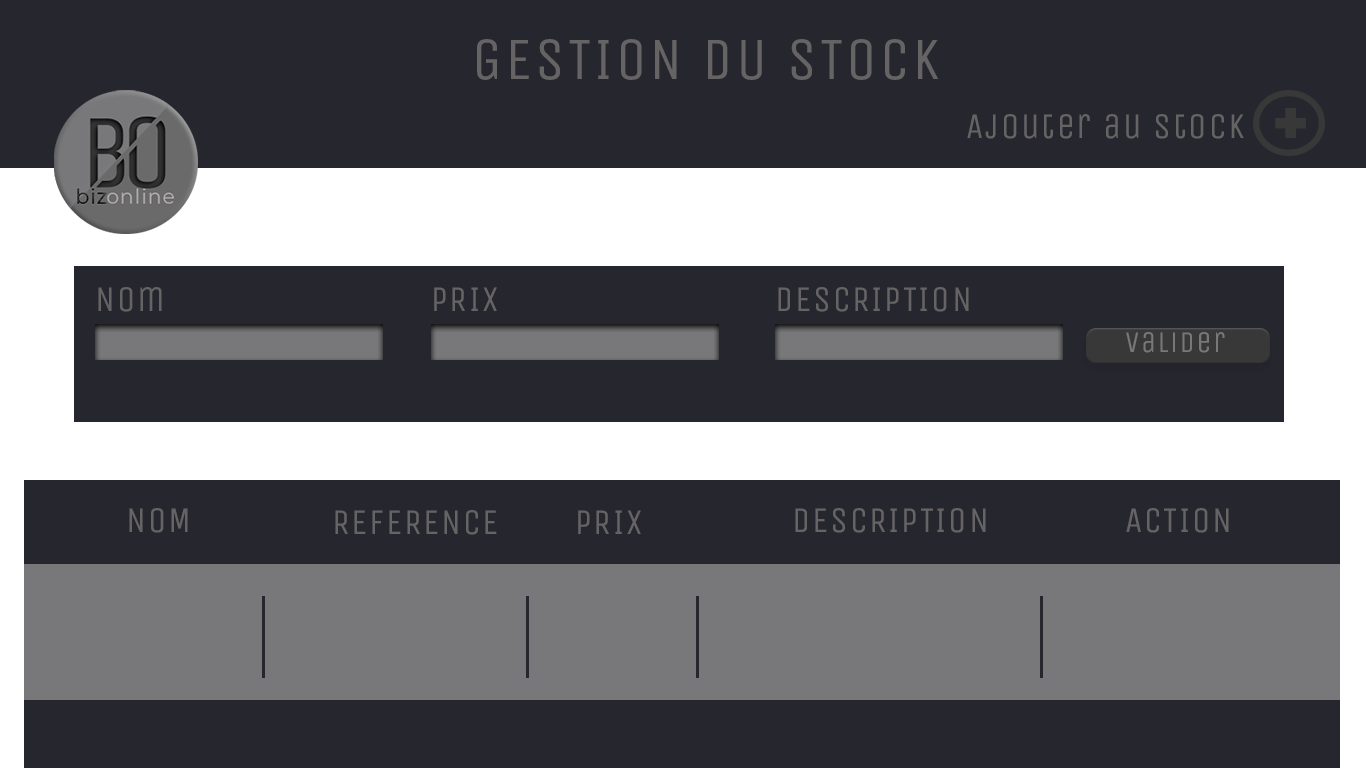 GESTION DU STOCK
AJOUTER AU STOCK
BO
bizonline
NOM PRIX DESCRIPTION
VALIDER
NOM REFERENCE PRIX DESCRIPTION ACTION